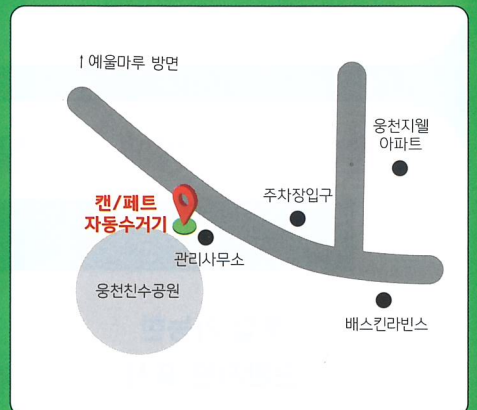 ↑예울마루 방면
웅천지웰
아파트
캔/페트
자동수거기
주차장입구
관리사무소
웅천친수공원
배스킨라빈스